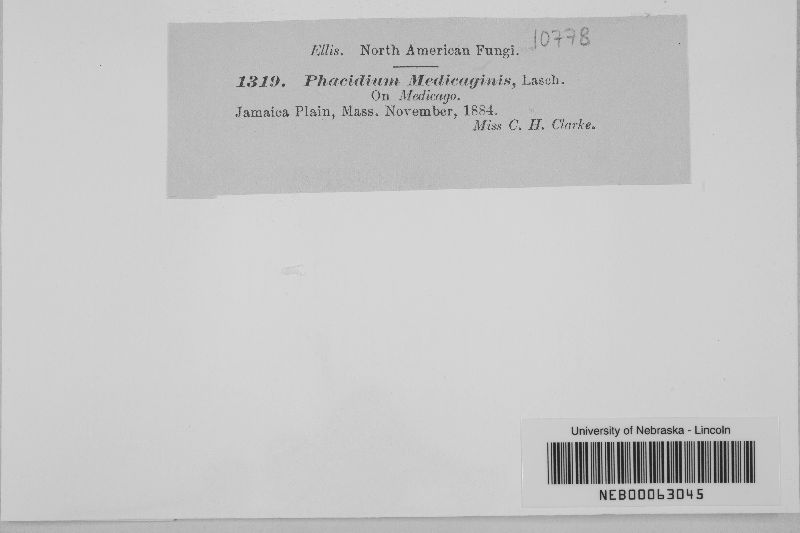 10778
Ellis. North American Fungi.
1319. Phacidium Medicaginis, Lasch.
On Medicago.
Jamaica Plain, Mass. November, 1884.
Miss C. H. Clarke.
University of Nebraska - Lincoln
NEB00063045